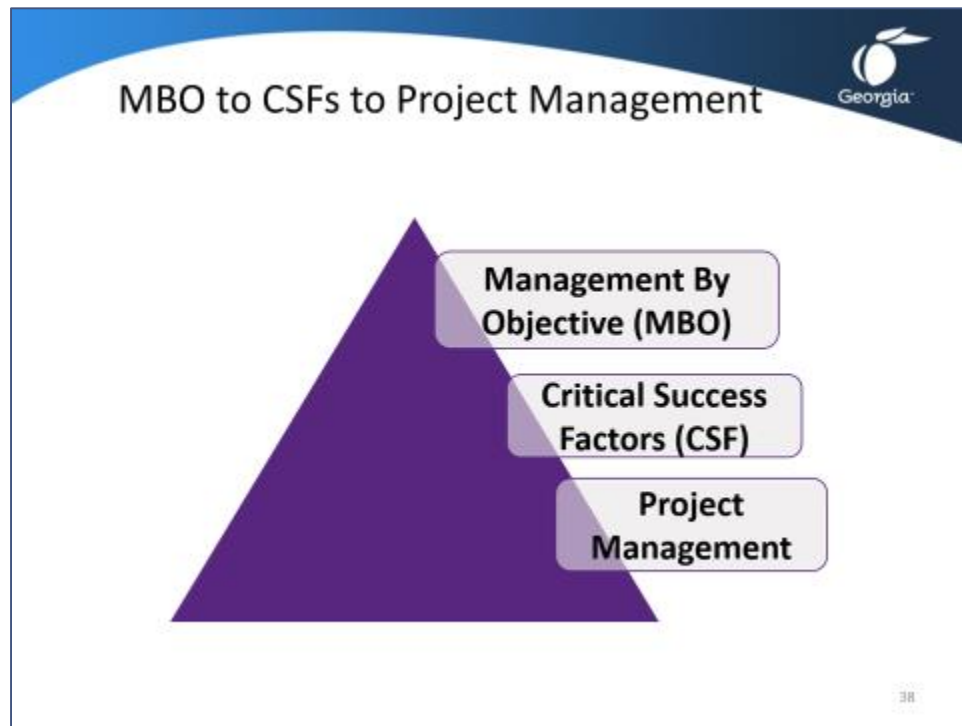 MBO to CSFs to Project Management
Georgia
Management By
Objective (MBO)
Critical Success
Factors (CSF)
Project
Management
38